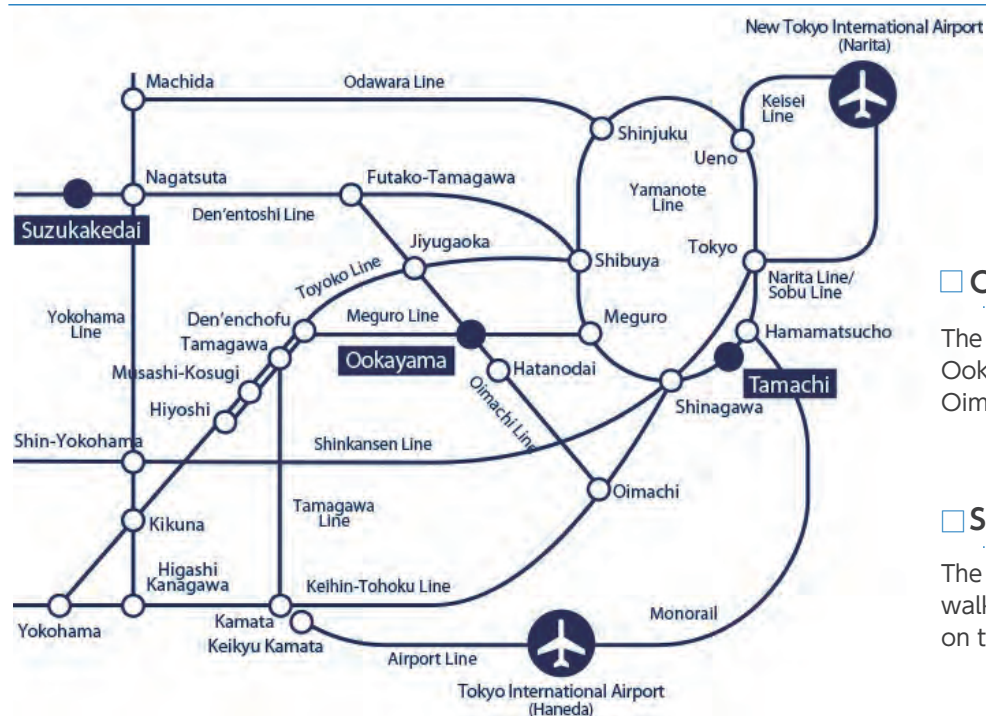 New Tokyo International Airport
(Narita)
Machida
Odawara Line
Keisei
Line
Shinjuku
Ueno
Nagatsuta
Futako-Tamagawa
Yamanote
Line
Den'entoshi Line
Suzukakedai
Jiyugaoka
Tokyo
Toyoko Line
Shibuya
Narita Line/
Sobu Line
Yokohama
Line
Den'enchofu
Meguro Line
Meguro
Hamamatsucho
Tamagawa
Ookayama
Hatanodai
Tamachi
Musashi-Kosugi
Oimachi Line
Hiyoshi
Shinagawa
Shin-Yokohama
Shinkansen Line
Oimachi
Tamagawa
Line
Kikuna
Higashi
Kanagawa
Keihin-Tohoku Line
Yokohama
Kamata
Keikyu Kamata
Monorail
Airport Line
Tokyo International Airport
(Haneda)
The
Ook
Oim
S
The
walk
on t